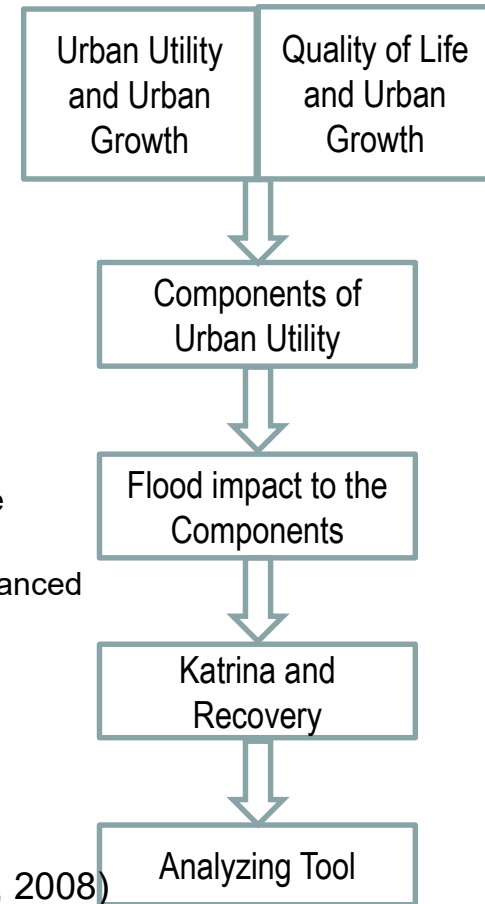 Urban Utility
and Urban
Growth
Quality of Life
and Urban
Growth
Components of
Urban Utility
Flood impact to the
Components
e
anced
Katrina and
Recovery
Analyzing Tool
, 2008)